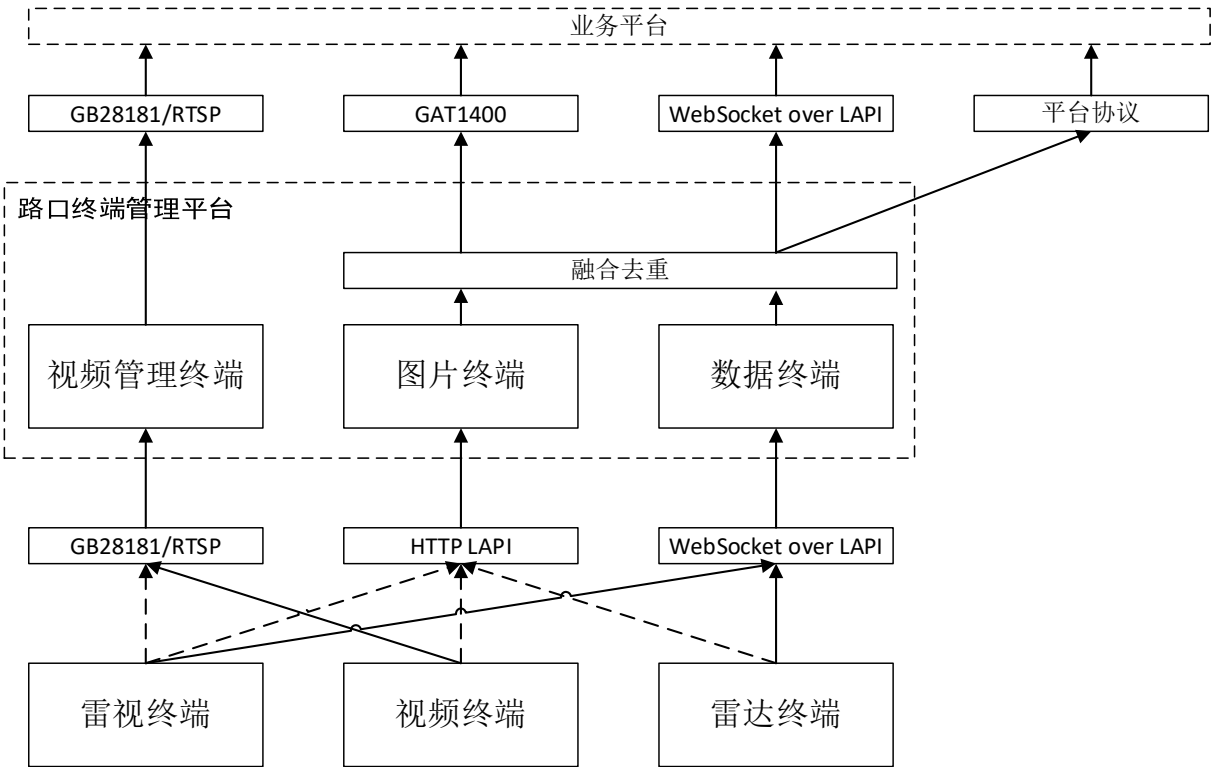 业务平台
GB28181/RTSP
GAT1400
WebSocket over LAPI
平台协议
路口终端管理平台
融合去重
视频管理终端
图片终端
数据终端
GB28181/RTSP
HTTP LAPI
WebSocket over LAPI
雷视终端
视频终端
雷达终端